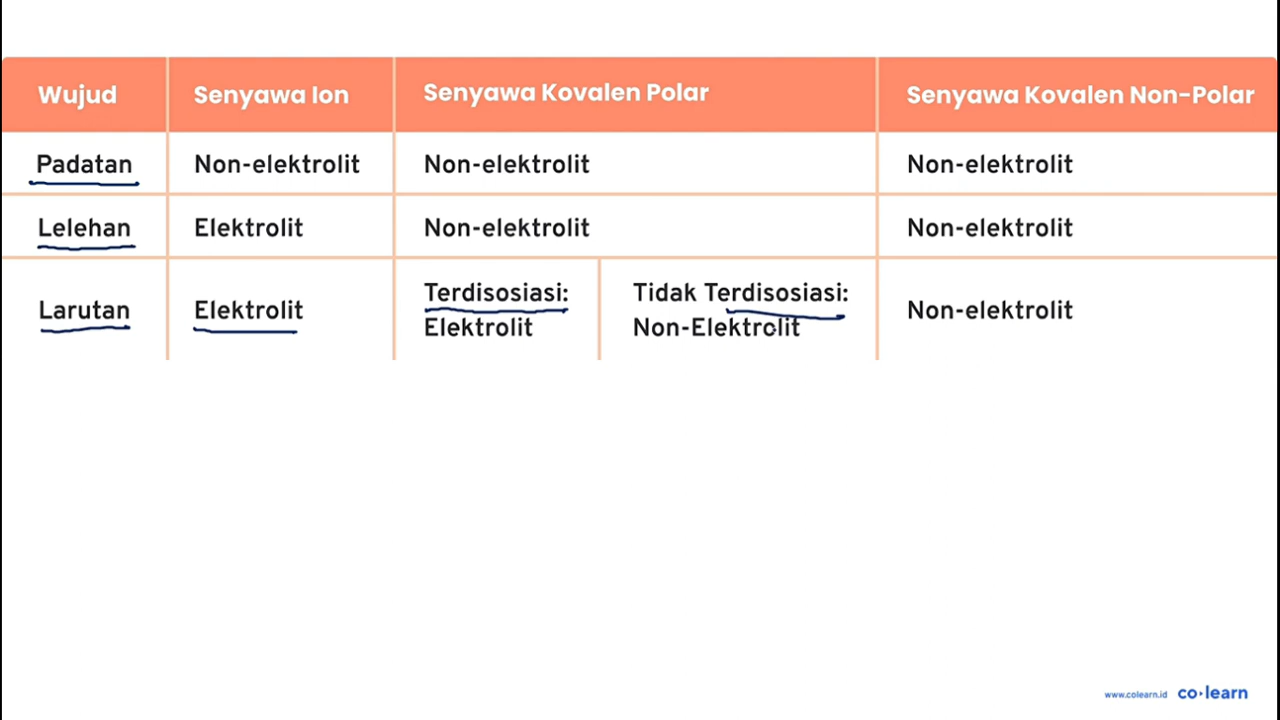 Wujud Senyawa Ion Senyawa Kovalen Polar Senyawa Kovalen Non-Polar
Padatan Non-elektrolit Non-elektrolit Non-elektrolit
Lelehan Elektrolit Non-elektrolit Non-elektrolit
Larutan Elektrolit Terdisosiasi: Elektrolit Tidak Terdisosiasi: Non-Elektrolit Non-elektrolit
www.colearn.id co·learn